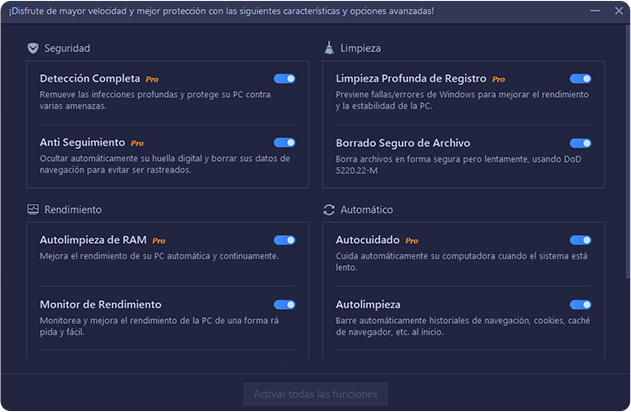 ¡Disfrute de mayor velocidad y mejor protección con las siguientes características y opciones avanzadas!
Seguridad
Detección Completa Pro
Remueve las infecciones profundas y protege su PC contra
varias amenazas.
Anti Seguimiento Pro
Ocultar automáticamente su huella digital y borrar sus datos de
navegación para evitar ser rastreados.
Limpieza
Limpieza Profunda de Registro Pro
Previene fallas/errores de Windows para mejorar el rendimiento
y la estabilidad de la PC.
Borrado Seguro de Archivo
Borra archivos en forma segura pero lentamente, usando DoD
5220.22-M
Rendimiento
Autolimpieza de RAM Pro
Mejora el rendimiento de su PC automática y continuamente.
Monitor de Rendimiento
Monitorea y mejora el rendimiento de la PC de una forma rá
pida y fácil.
Automático
Autocuidado Pro
Cuida automáticamente su computadora cuando el sistema está
lento.
Autolimpieza
Barre automáticamente historiales de navegación, cookies, caché
de navegador, etc. al inicio.
Activar todas las funciones